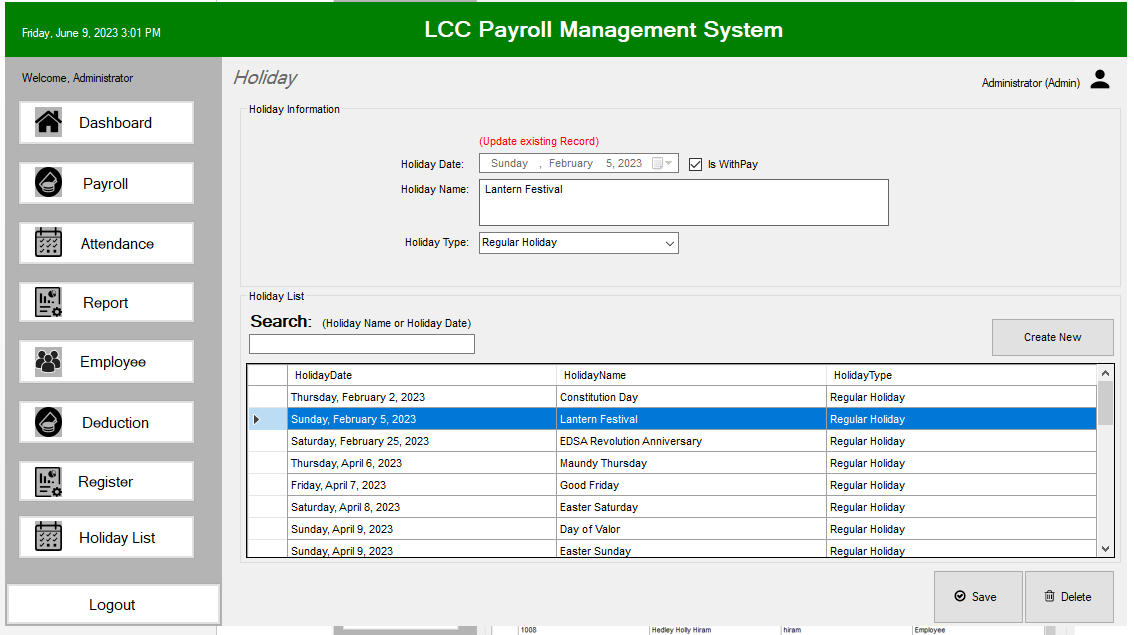 Friday, June 9, 2023 3:01 PM
LCC Payroll Management System
Welcome, Administrator
Dashboard
Payroll
Attendance
Report
Employee
Deduction
Register
Holiday List
Logout
Holiday
Administrator (Admin)
Holiday Information
(Update existing Record)
Holiday Date: Sunday , February 5, 2023 Is WithPay
Holiday Name: Lantern Festival
Holiday Type: Regular Holiday
Holiday List
Search: (Holiday Name or Holiday Date)
Create New
HolidayDate HolidayName HolidayType
Thursday, February 2, 2023 Constitution Day Regular Holiday
Sunday, February 5, 2023 Lantern Festival Regular Holiday
Saturday, February 25, 2023 EDSA Revolution Anniversary Regular Holiday
Thursday, April 6, 2023 Maundy Thursday Regular Holiday
Friday, April 7, 2023 Good Friday Regular Holiday
Saturday, April 8, 2023 Easter Saturday Regular Holiday
Sunday, April 9, 2023 Day of Valor Regular Holiday
Sunday, April 9, 2023 Easter Sunday Regular Holiday
Save Delete
1008 Hedley Holly Hiram hiram Employee